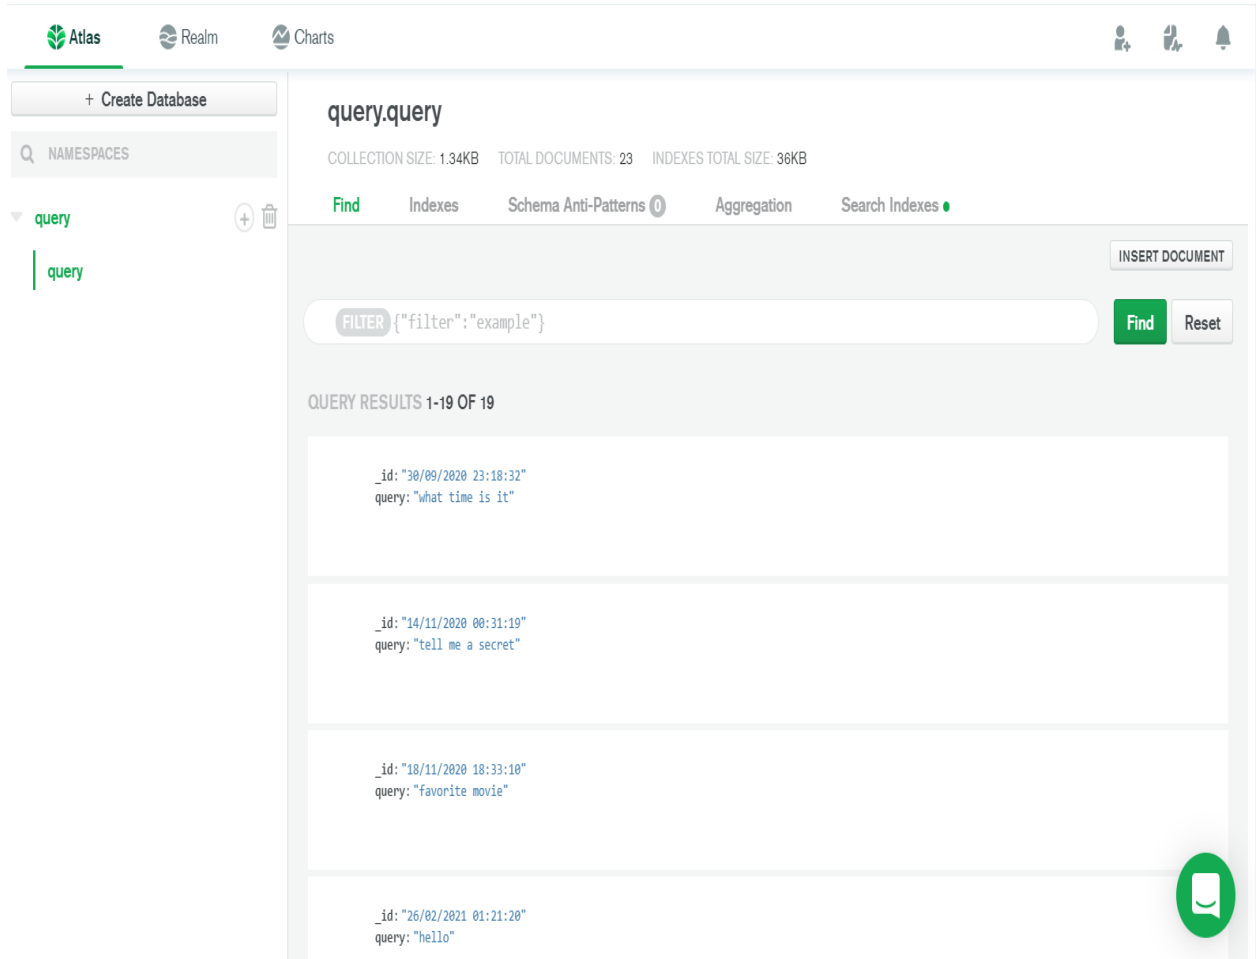 Atlas Realm Charts
+ Create Database
NAMESPACES
query
query
query.query
COLLECTION SIZE: 1.34KB TOTAL DOCUMENTS: 23 INDEXES TOTAL SIZE: 36KB
Find Indexes Schema Anti-Patterns 0 Aggregation Search Indexes
INSERT DOCUMENT
FILTER {"filter":"example"} Find Reset
QUERY RESULTS 1-19 OF 19
_id: "30/09/2020 23:18:32"
query: "what time is it"
_id: "14/11/2020 00:31:19"
query: "tell me a secret"
_id: "18/11/2020 18:33:10"
query: "favorite movie"
_id: "26/02/2021 01:21:20"
query: "hello"